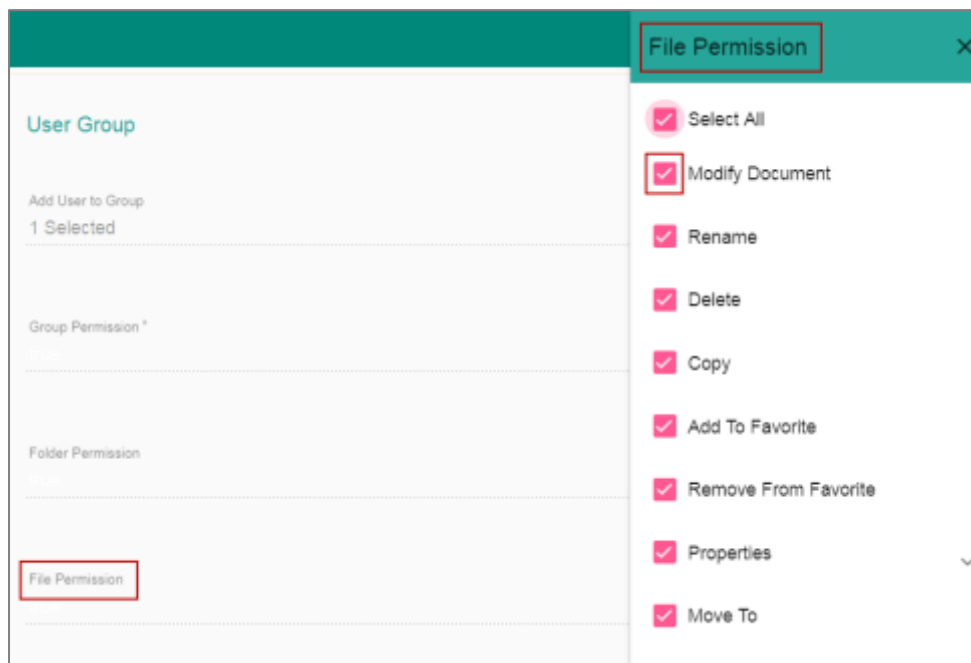 File Permission
User Group
Add User to Group
1 Selected
Group Permission *
Folder Permission
File Permission
Select All
Modify Document
Rename
Delete
Copy
Add To Favorite
Remove From Favorite
Properties
Move To